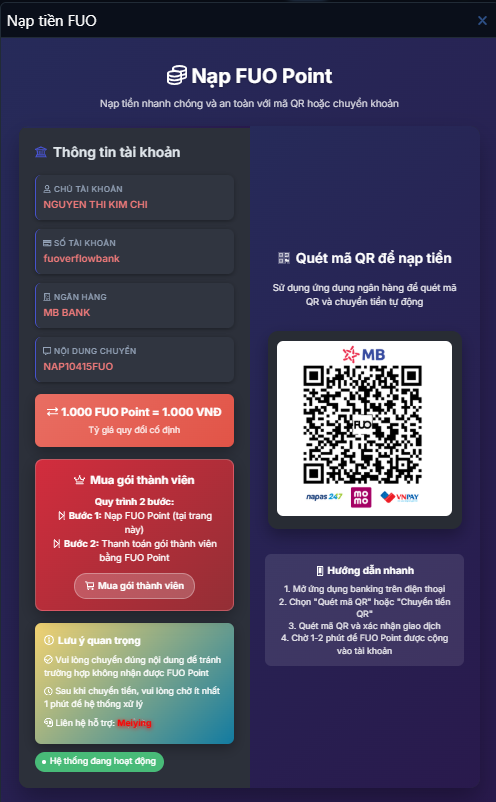 Nạp tiền FUO
Nạp FUO Point
Nạp tiền nhanh chóng và an toàn với mã QR hoặc chuyển khoản
Thông tin tài khoản
CHỦ TÀI KHOẢN
NGUYEN THI KIM CHI
SỐ TÀI KHOẢN
fuoverflowbank
NGÂN HÀNG
MB BANK
NỘI DUNG CHUYỂN
NAP10415FUO
1.000 FUO Point = 1.000 VNĐ
Tỷ giá quy đổi cố định
Mua gói thành viên
Quy trình 2 bước:
Bước 1: Nạp FUO Point (tại trang
này)
Bước 2: Thanh toán gói thành viên
bằng FUO Point
Mua gói thành viên
Lưu ý quan trọng
Vui lòng chuyển đúng nội dung để tránh
trường hợp không nhận được FUO Point
Sau khi chuyển tiền, vui lòng chờ ít nhất
1 phút để hệ thống xử lý
Liên hệ hỗ trợ: Meiying
Hệ thống đang hoạt động
Quét mã QR để nạp tiền
Sử dụng ứng dụng ngân hàng để quét mã
QR và chuyển tiền tự động
MB
FUO
napas 247
mo mo
VNPAY
Hướng dẫn nhanh
1. Mở ứng dụng banking trên điện thoại
2. Chọn "Quét mã QR" hoặc "Chuyển tiền
QR"
3. Quét mã QR và xác nhận giao dịch
4. Chờ 1-2 phút để FUO Point được cộng
vào tài khoản